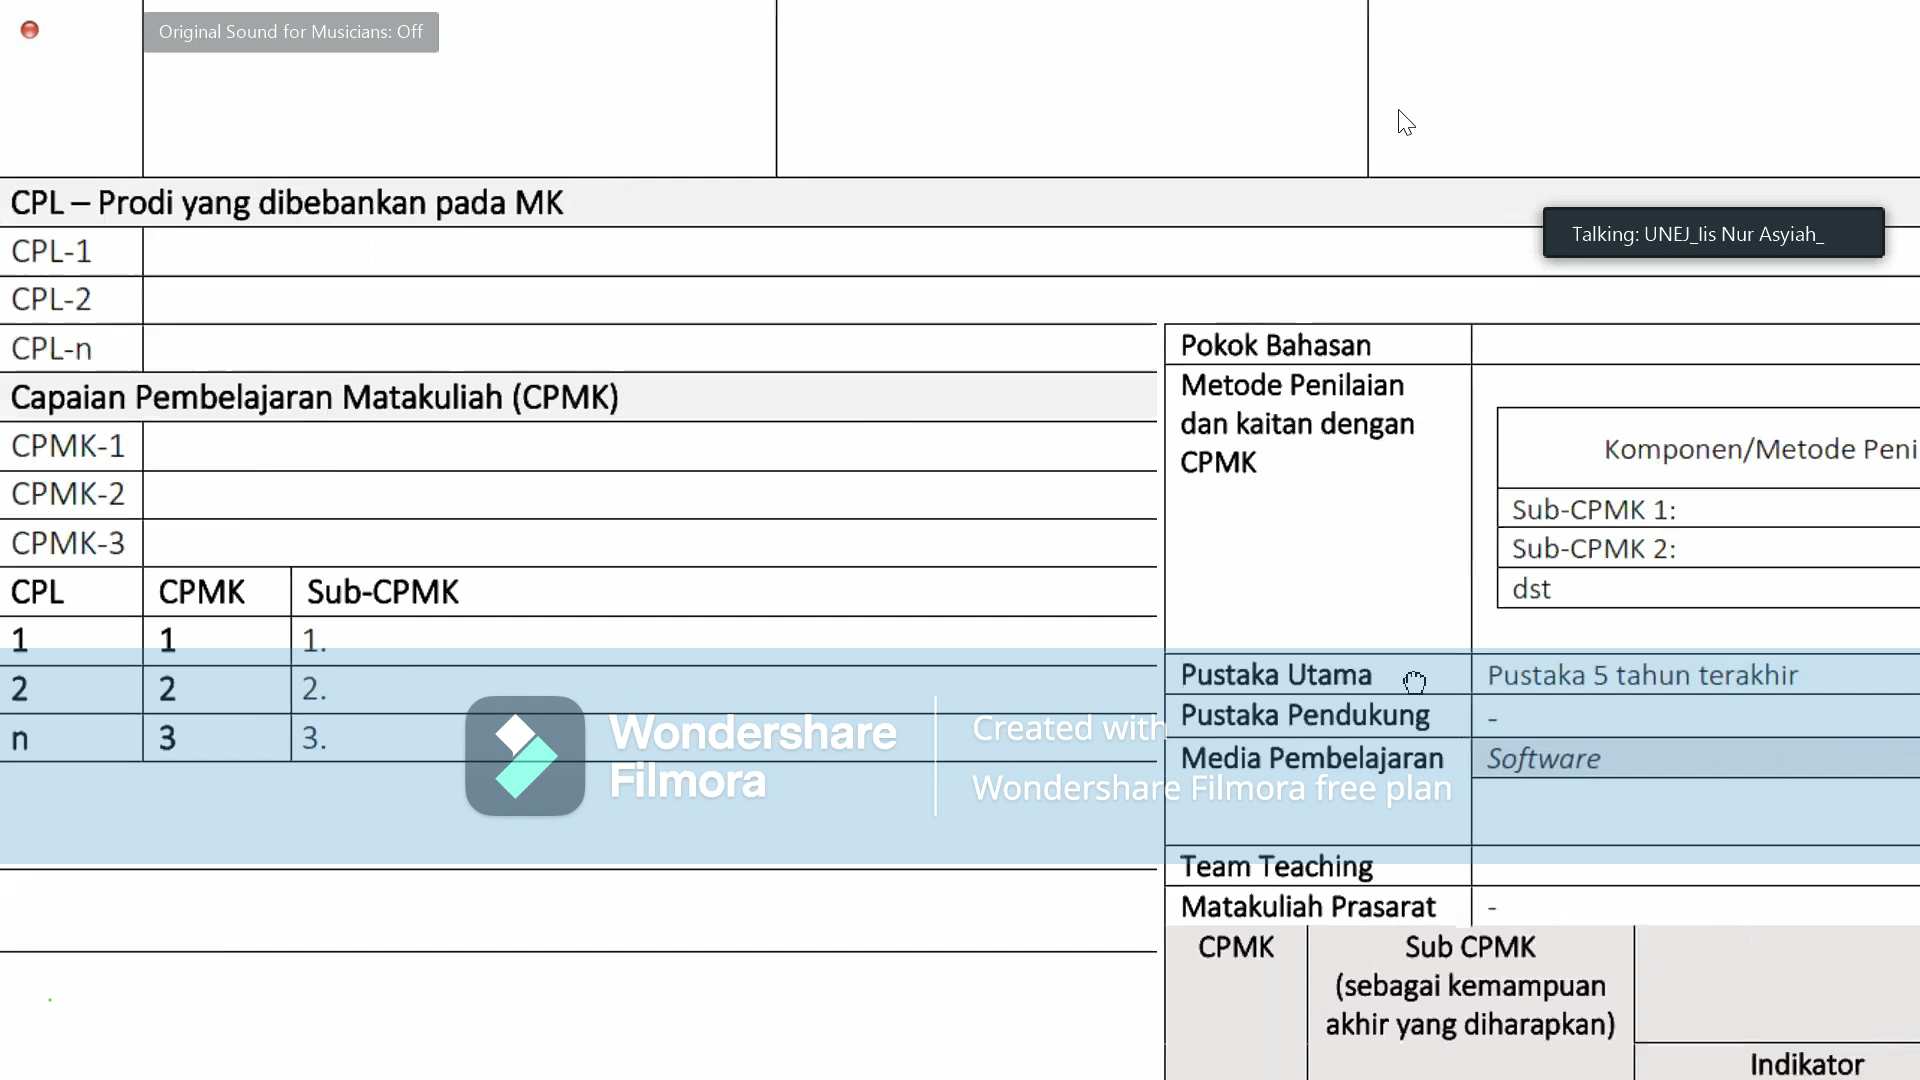 Original Sound for Musicians: Off
CPL – Prodi yang dibebankan pada MK
Talking: UNEJ_Iis Nur Asyiah_
CPL-1
CPL-2
CPL-n
Capaian Pembelajaran Matakuliah (CPMK)
CPMK-1
CPMK-2
CPMK-3
CPL CPMK Sub-CPMK
1 1 1.
2 2 2.
n 3 3.
Pokok Bahasan
Metode Penilaian
dan kaitan dengan
CPMK
Komponen/Metode Peni
Sub-CPMK 1:
Sub-CPMK 2:
dst
Pustaka Utama Pustaka 5 tahun terakhir
Pustaka Pendukung -
Media Pembelajaran Software
Team Teaching
Matakuliah Prasarat -
CPMK
Sub CPMK
(sebagai kemampuan
akhir yang diharapkan)
Indikator
Wondershare
Filmora
Created with
Wondershare Filmora free plan